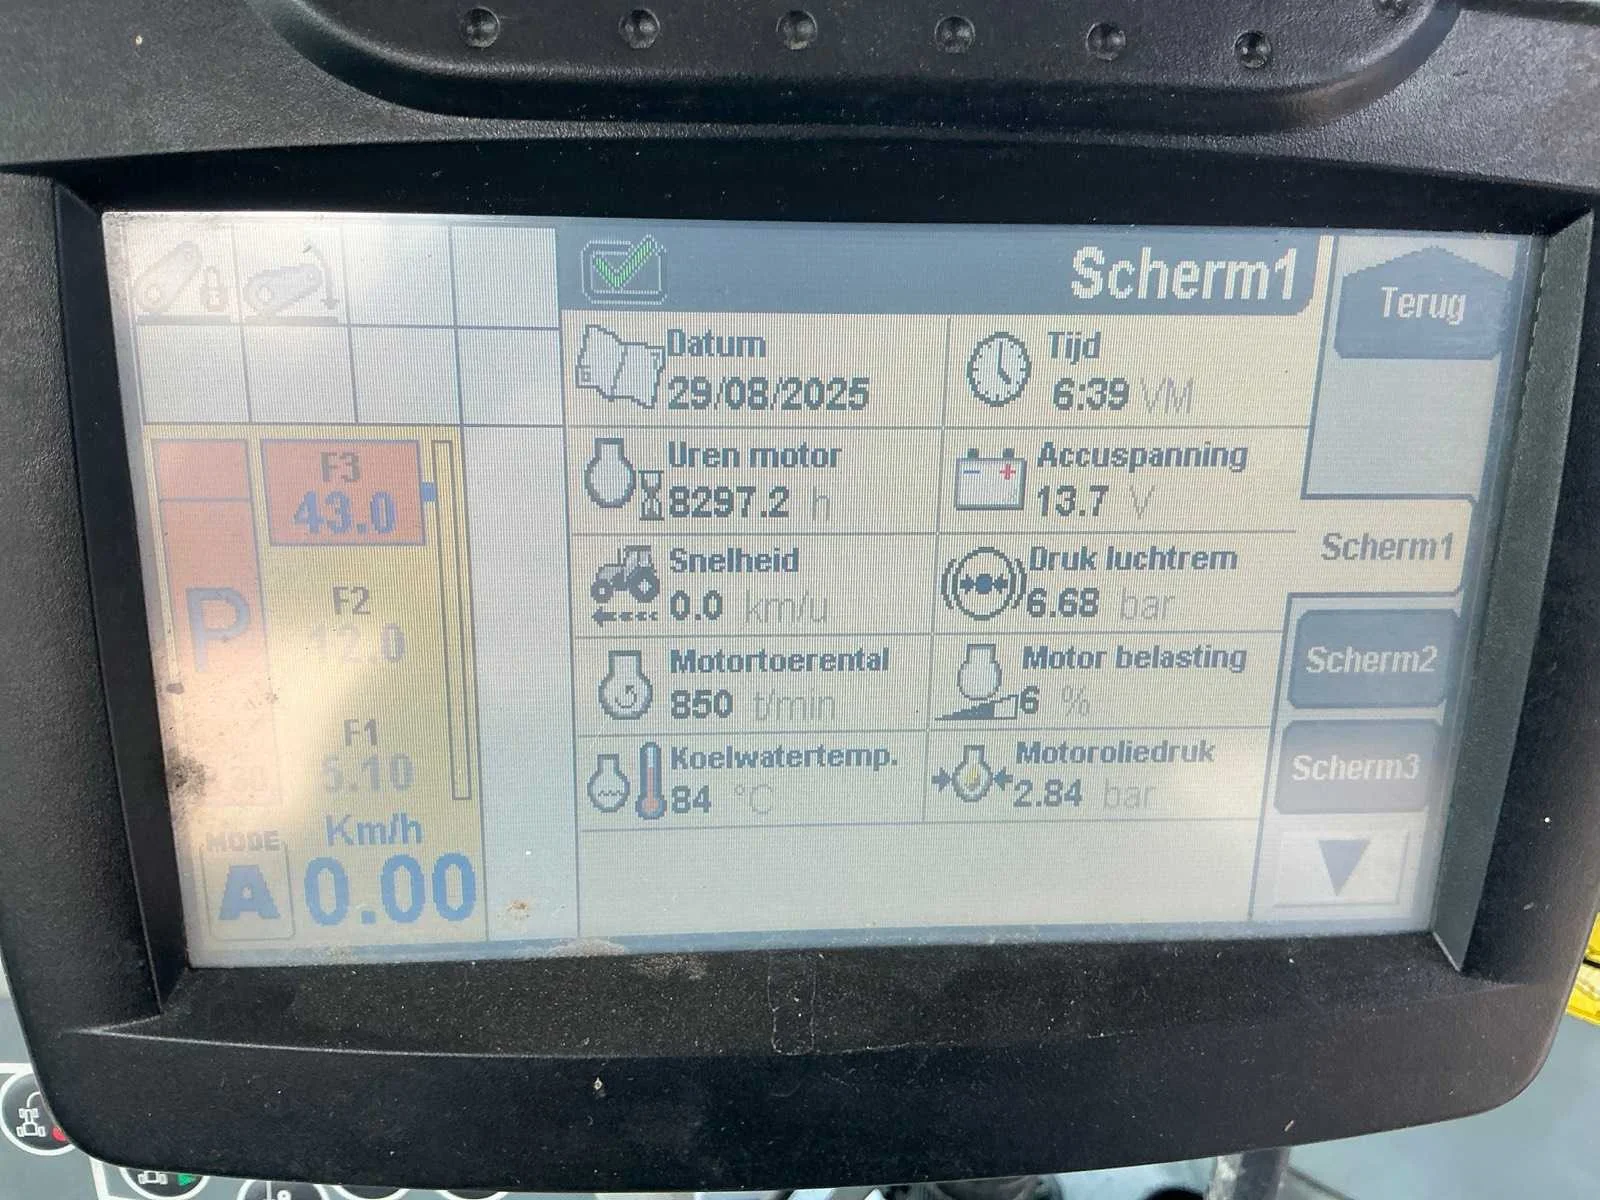 Scherm1
Terug
Datum
29/08/2025
Tijd
6:39 VM
Uren motor
8297.2 h
Accuspanning
13.7 V
Snelheid
0.0 km/u
Druk luchtrem
6.68 bar
Motortoerental
850 t/min
Motor belasting
6 %
Koelwatertemp.
84 °C
Motoroliedruk
2.84 bar
Scherm1
Scherm2
Scherm3
F3
43.0
P
F2
12.0
F1
5.10
Km/h
MODE
A
0.00